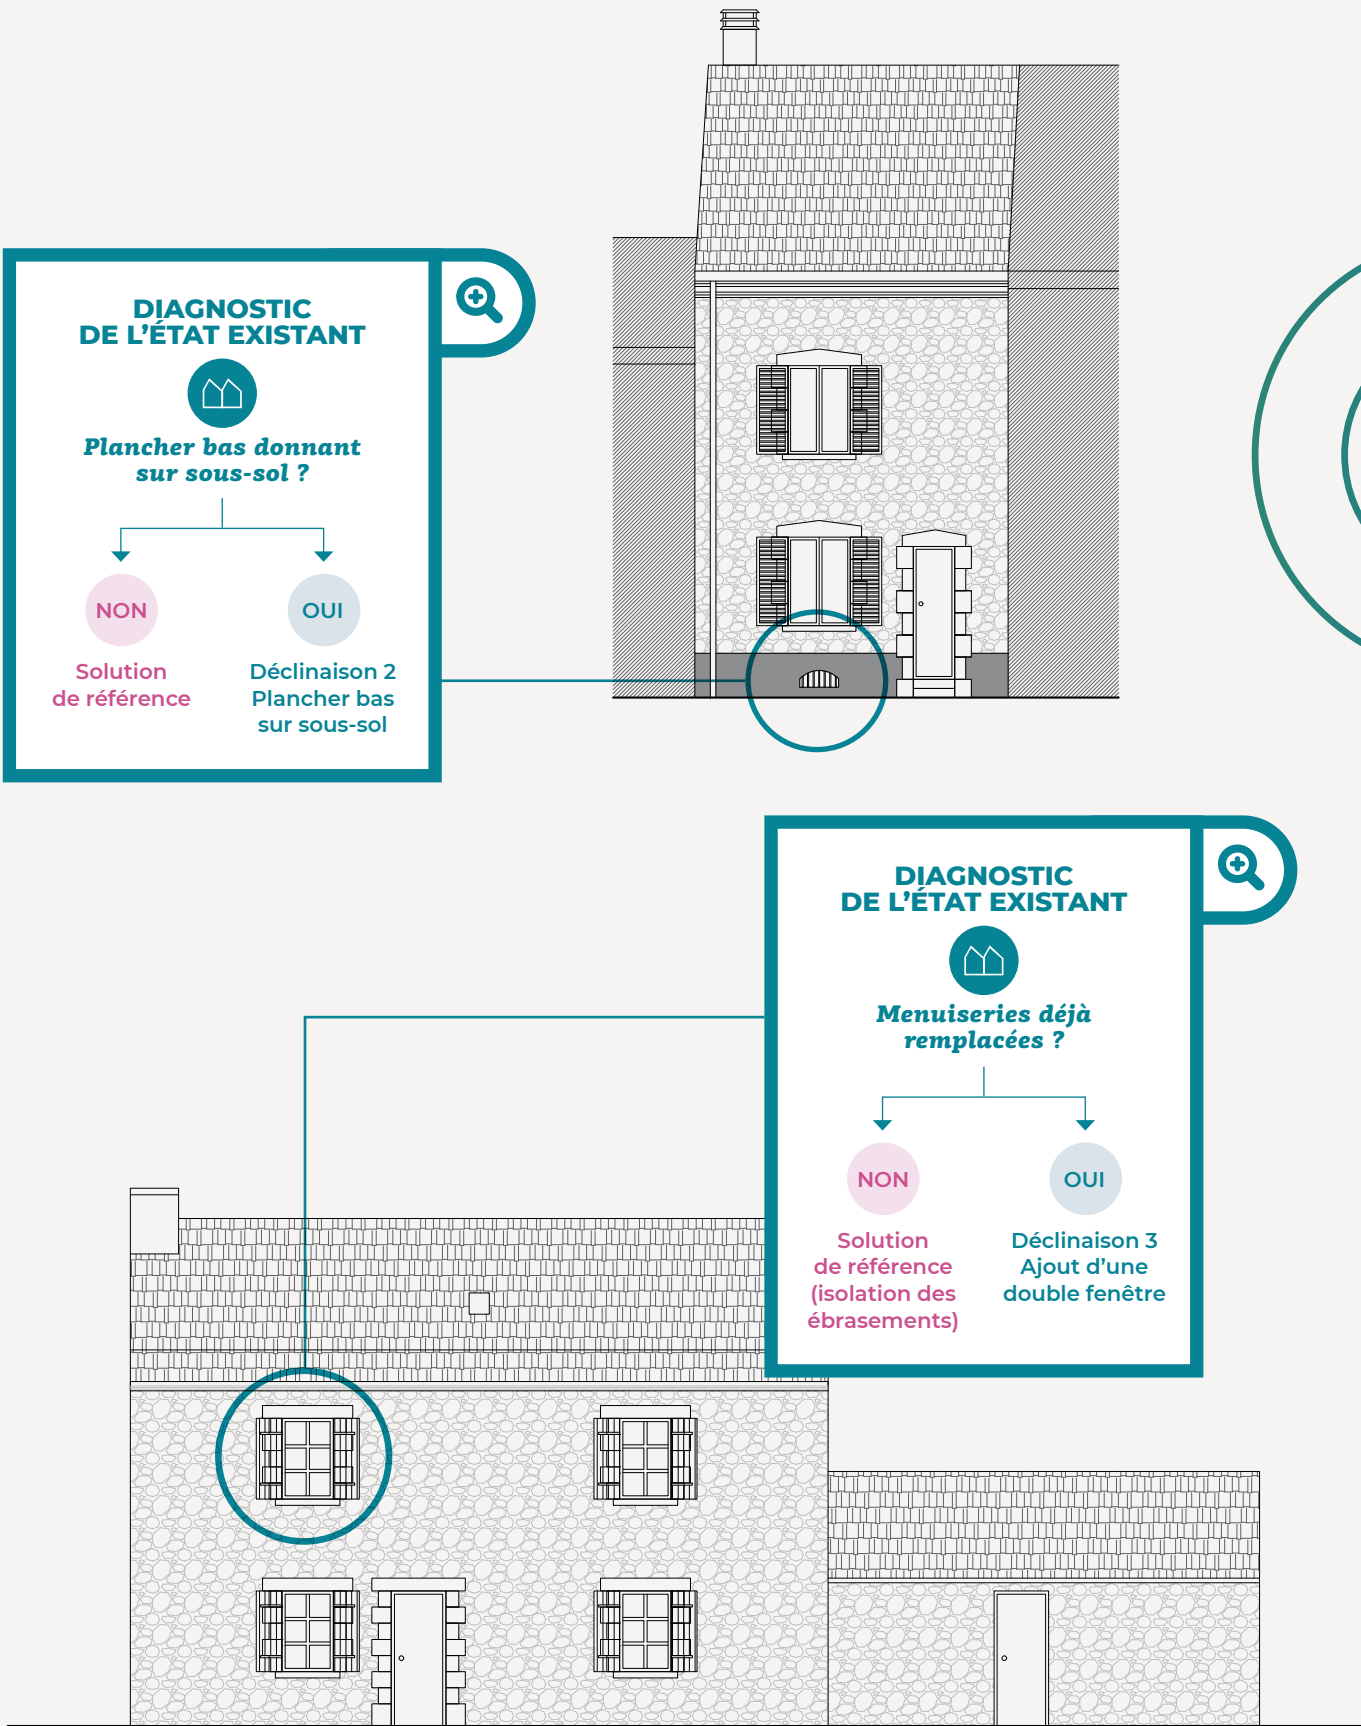 DIAGNOSTIC
DE L'ÉTAT EXISTANT
Plancher bas donnant
sur sous-sol ?
NON
Solution
de référence
OUI
Déclinaison 2
Plancher bas
sur sous-sol
DIAGNOSTIC
DE L'ÉTAT EXISTANT
Menuiseries déjà
remplacées ?
NON
Solution
de référence
(isolation des
ébrasements)
OUI
Déclinaison 3
Ajout d'une
double fenêtre